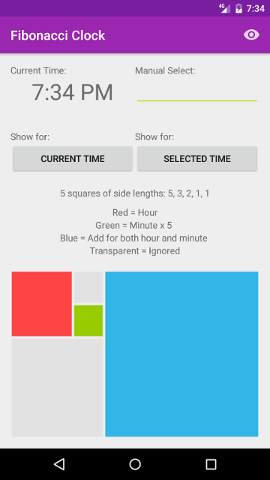 4G 7:34
Fibonacci Clock
Current Time:
Manual Select:
7:34 PM
Show for:
Show for:
CURRENT TIME
SELECTED TIME
5 squares of side lengths: 5, 3, 2, 1, 1
Red = Hour
Green = Minute x 5
Blue = Add for both hour and minute
Transparent = Ignored